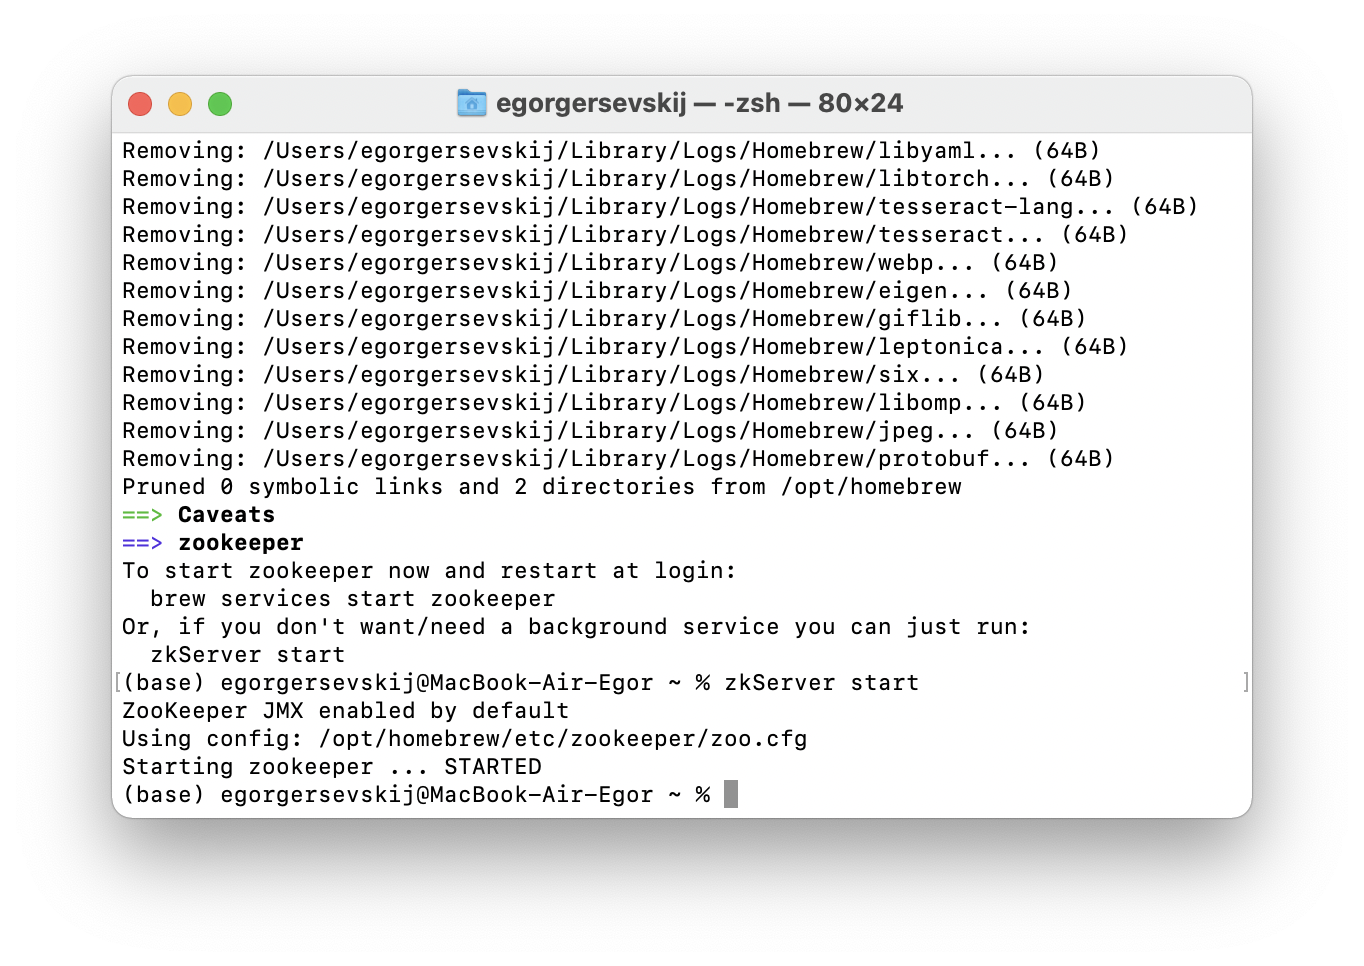 egorgersevskij — -zsh — 80×24
Removing: /Users/egorgersevskij/Library/Logs/Homebrew/libyaml... (64B)
Removing: /Users/egorgersevskij/Library/Logs/Homebrew/libtorch... (64B)
Removing: /Users/egorgersevskij/Library/Logs/Homebrew/tesseract-lang... (64B)
Removing: /Users/egorgersevskij/Library/Logs/Homebrew/tesseract... (64B)
Removing: /Users/egorgersevskij/Library/Logs/Homebrew/webp... (64B)
Removing: /Users/egorgersevskij/Library/Logs/Homebrew/eigen... (64B)
Removing: /Users/egorgersevskij/Library/Logs/Homebrew/giflib... (64B)
Removing: /Users/egorgersevskij/Library/Logs/Homebrew/leptonica... (64B)
Removing: /Users/egorgersevskij/Library/Logs/Homebrew/six... (64B)
Removing: /Users/egorgersevskij/Library/Logs/Homebrew/libomp... (64B)
Removing: /Users/egorgersevskij/Library/Logs/Homebrew/jpeg... (64B)
Removing: /Users/egorgersevskij/Library/Logs/Homebrew/protobuf... (64B)
Pruned 0 symbolic links and 2 directories from /opt/homebrew
==> Caveats
==> zookeeper
To start zookeeper now and restart at login:
  brew services start zookeeper
Or, if you don't want/need a background service you can just run:
  zkServer start
[(base) egorgersevskij@MacBook-Air-Egor ~ % zkServer start ]
ZooKeeper JMX enabled by default
Using config: /opt/homebrew/etc/zookeeper/zoo.cfg
Starting zookeeper ... STARTED
(base) egorgersevskij@MacBook-Air-Egor ~ %